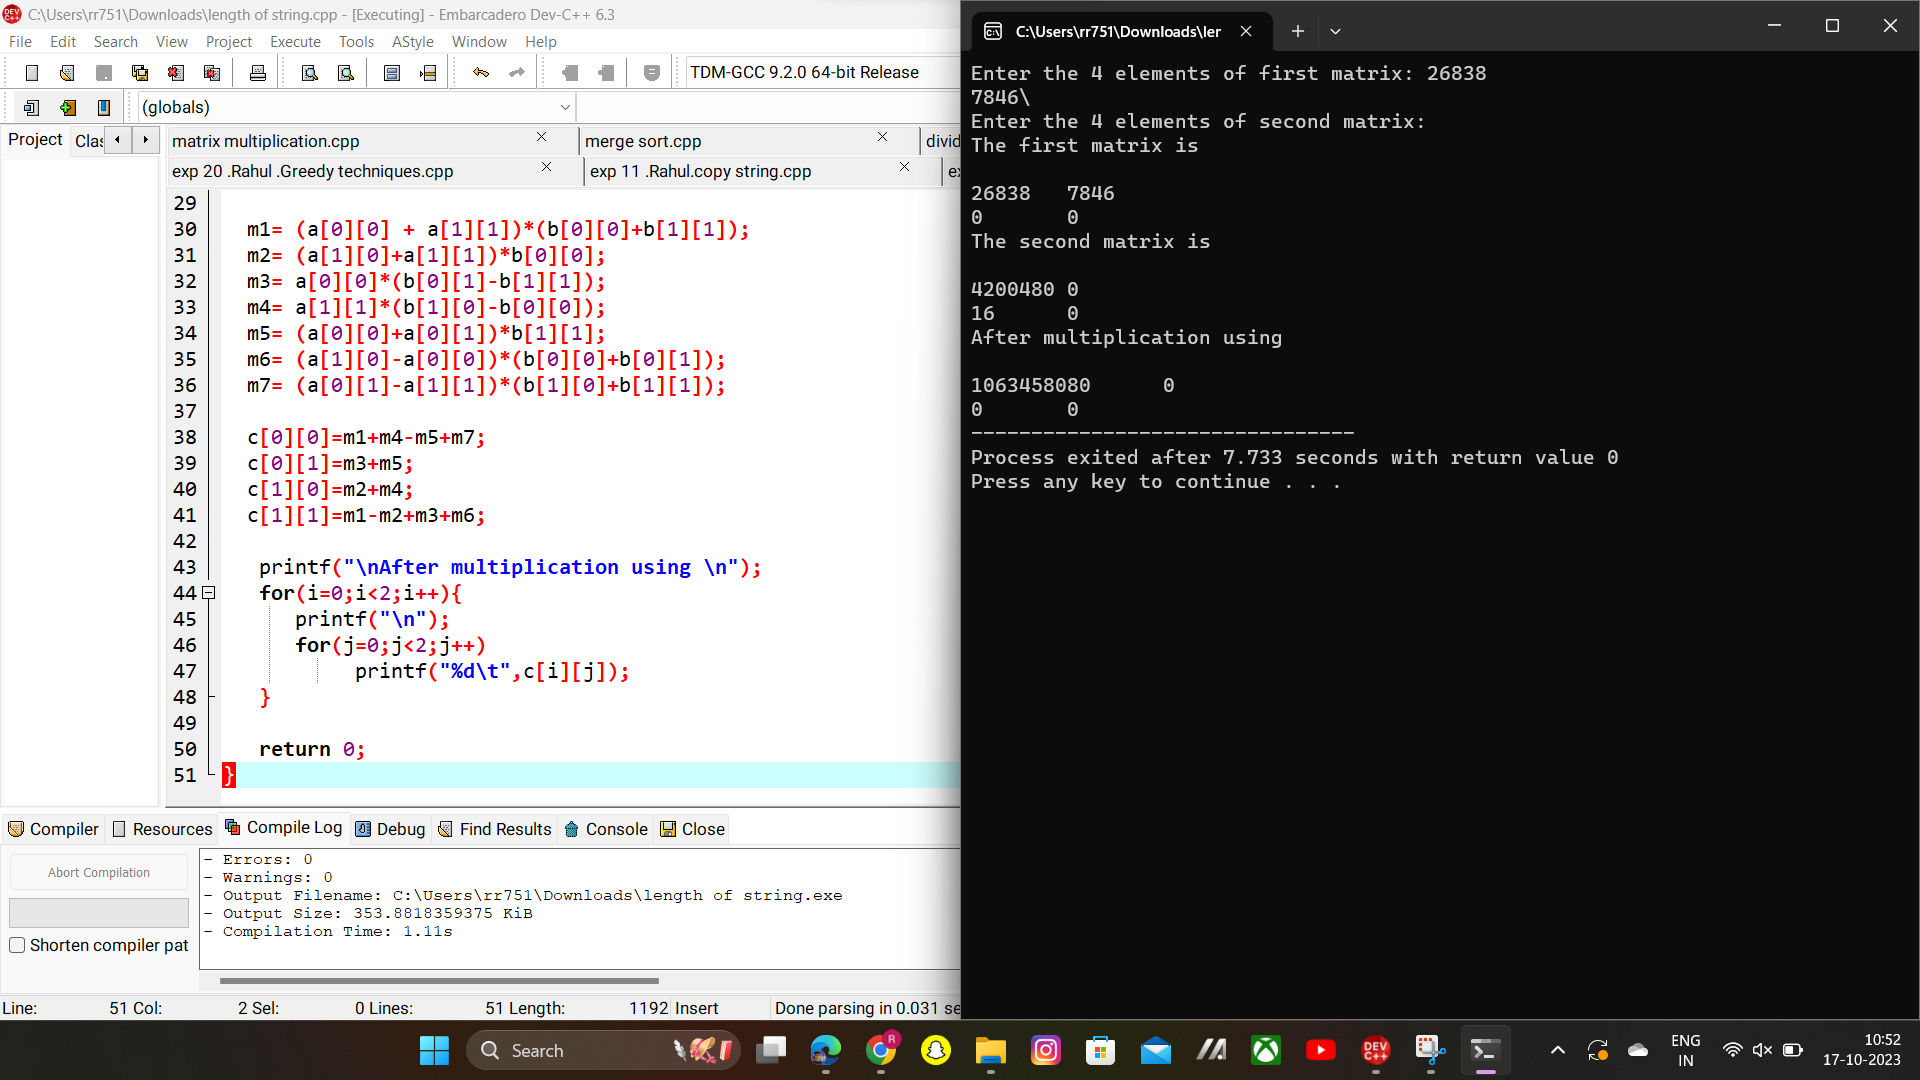 C:\Users\rr751\Downloads\length of string.cpp - [Executing] - Embarcadero Dev-C++ 6.3
File Edit Search View Project Execute Tools AStyle Window Help
TDM-GCC 9.2.0 64-bit Release
(globals)
Project Clas
matrix multiplication.cpp merge sort.cpp divid
exp 20 .Rahul .Greedy techniques.cpp exp 11 .Rahul.copy string.cpp ex
29
30 m1= (a[0][0] + a[1][1])*(b[0][0]+b[1][1]);
31 m2= (a[1][0]+a[1][1])*b[0][0];
32 m3= a[0][0]*(b[0][1]-b[1][1]);
33 m4= a[1][1]*(b[1][0]-b[0][0]);
34 m5= (a[0][0]+a[0][1])*b[1][1];
35 m6= (a[1][0]-a[0][0])*(b[0][0]+b[0][1]);
36 m7= (a[0][1]-a[1][1])*(b[1][0]+b[1][1]);
37
38 c[0][0]=m1+m4-m5+m7;
39 c[0][1]=m3+m5;
40 c[1][0]=m2+m4;
41 c[1][1]=m1-m2+m3+m6;
42
43 printf("\nAfter multiplication using \n");
44 for(i=0;i<2;i++){
45 printf("\n");
46 for(j=0;j<2;j++)
47 printf("%d\t",c[i][j]);
48 }
49
50 return 0;
51 }
Compiler Resources Compile Log Debug Find Results Console Close
Abort Compilation
Shorten compiler pat
- Errors: 0
- Warnings: 0
- Output Filename: C:\Users\rr751\Downloads\length of string.exe
- Output Size: 353.8818359375 KiB
- Compilation Time: 1.11s
Line: 51 Col: 2 Sel: 0 Lines: 51 Length: 1192 Insert Done parsing in 0.031 se
C:\Users\rr751\Downloads\ler
Enter the 4 elements of first matrix: 26838
7846\
Enter the 4 elements of second matrix:
The first matrix is
26838 7846
0 0
The second matrix is
4200480 0
16 0
After multiplication using
1063458080 0
0 0
--------------------------------
Process exited after 7.733 seconds with return value 0
Press any key to continue . . .
Search
R
DEV C++
ENG
IN
10:52
17-10-2023